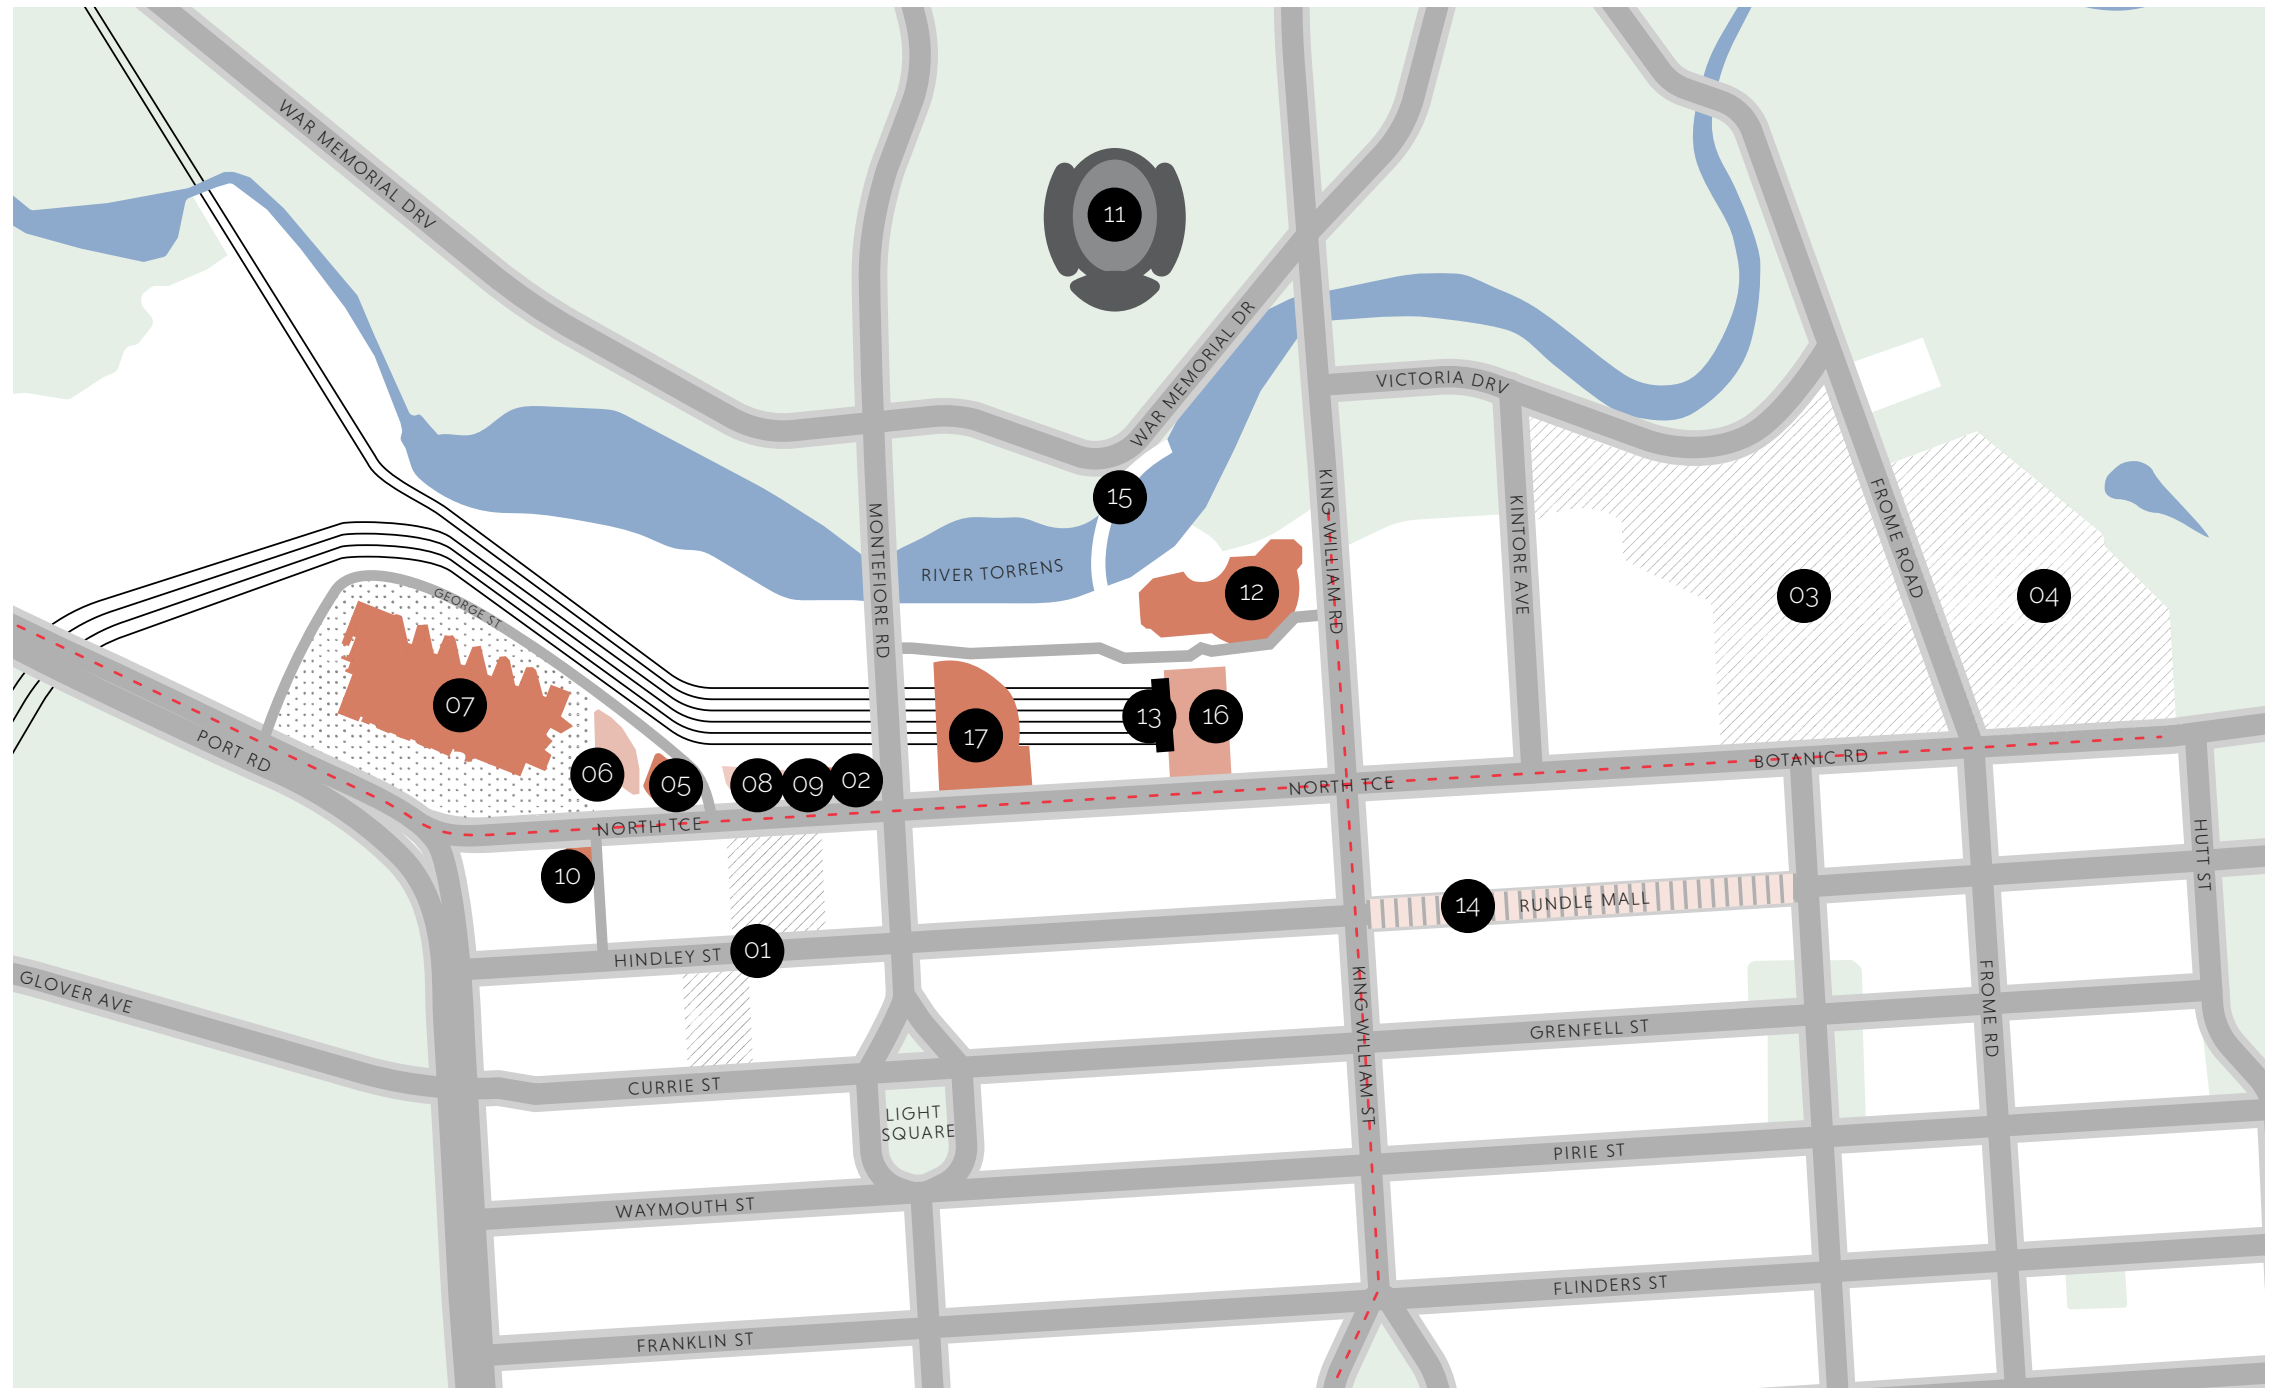 WAR MEMORIAL DRV
11
WAR MEMORIAL DR
VICTORIA DRV
KING WILLIAM RD
15
MONTEFIORE RD
KINTORE AVE
FROME ROAD
RIVER TORRENS
GEORGE ST
12
03
04
07
13
16
17
PORT RD
06
05
08
09
02
NORTH TCE
NORTH TCE
BOTANIC RD
HUTT ST
10
14
RUNDLE MALL
HINDLEY ST
01
GLOVER AVE
KING WILLIAM ST
GRENFELL ST
FROME RD
CURRIE ST
LIGHT
SQUARE
PIRIE ST
WAYMOUTH ST
FLINDERS ST
FRANKLIN ST